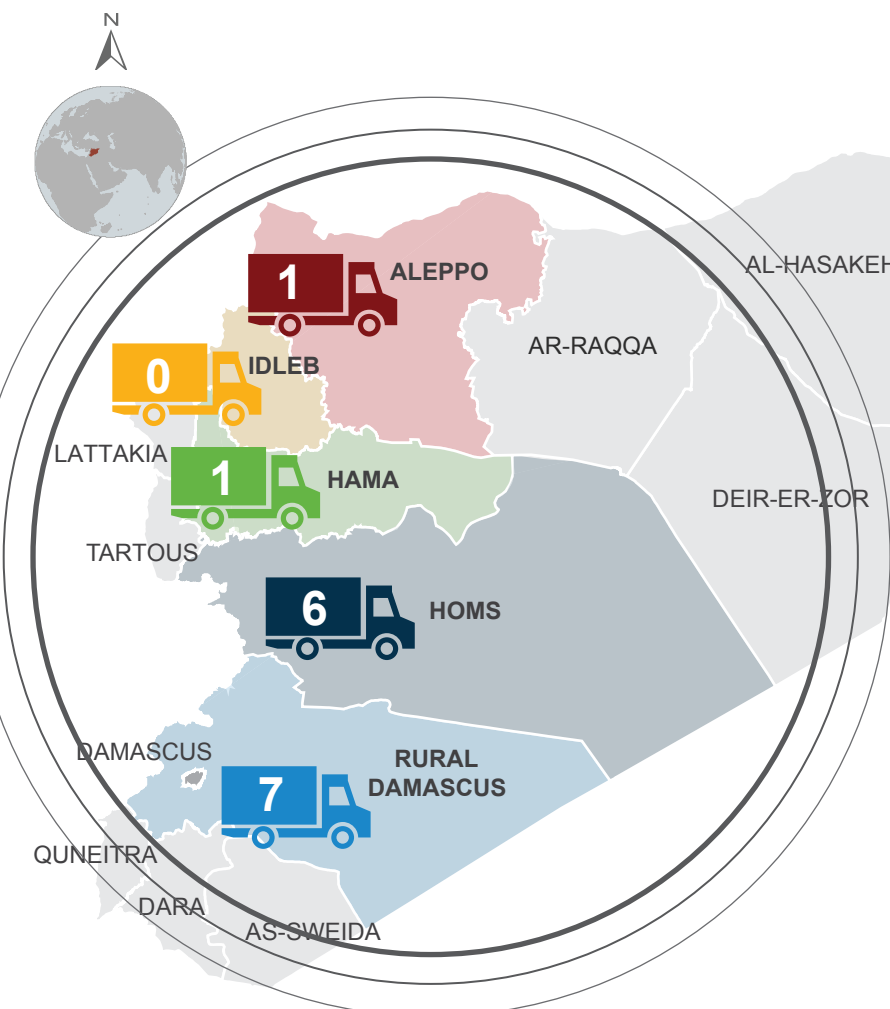 N
1
ALEPPO
AL-HASAKEH
AR-RAQQA
0
IDLEB
LATTAKIA
1
HAMA
DEIR-ER-ZOR
TARTOUS
6
HOMS
DAMASCUS
RURAL
DAMASCUS
7
QUNEITRA
DARA
AS-SWEIDA